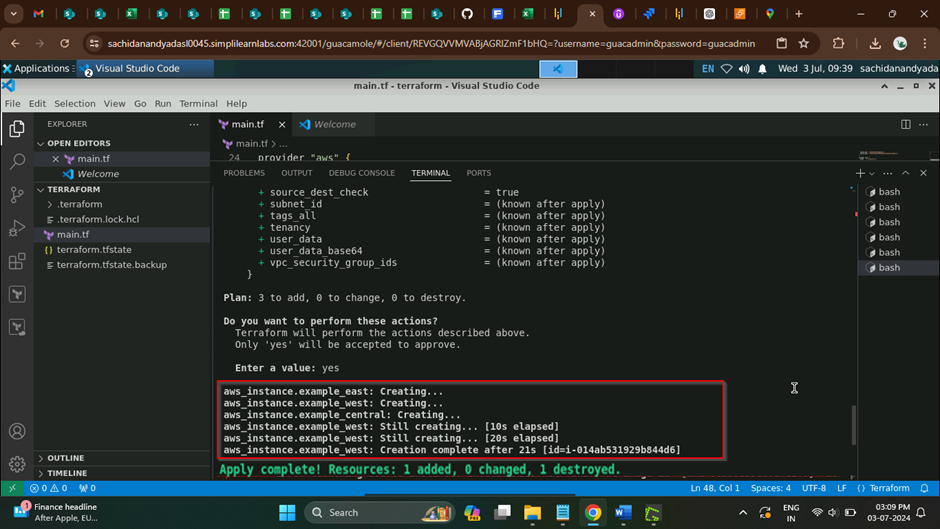 sachidanandyadasl0045.simplilearnlabs.com:42001/guacamole/#/client/REVGQVVMVABjAGRIZmF1bHQ=?username=guacadmin&password=guacadmin
Applications
2
Visual Studio Code
EN
Wed 3 Jul, 09:39
sachidanandyada
main.tf - terraform - Visual Studio Code
File Edit Selection View Go Run Terminal Help
EXPLORER
OPEN EDITORS
main.tf
Welcome
TERRAFORM
.terraform
.terraform.lock.hcl
main.tf
terraform.tfstate
terraform.tfstate.backup
OUTLINE
TIMELINE
main.tf
Welcome
main.tf > ...
24 provider "aws" {
PROBLEMS OUTPUT DEBUG CONSOLE TERMINAL PORTS
+ source_dest_check = true
+ subnet_id = (known after apply)
+ tags_all = (known after apply)
+ tenancy = (known after apply)
+ user_data = (known after apply)
+ user_data_base64 = (known after apply)
+ vpc_security_group_ids = (known after apply)
}
Plan: 3 to add, 0 to change, 0 to destroy.
Do you want to perform these actions?
Terraform will perform the actions described above.
Only 'yes' will be accepted to approve.
Enter a value: yes
aws_instance.example_east: Creating...
aws_instance.example_west: Creating...
aws_instance.example_central: Creating...
aws_instance.example_west: Still creating... [10s elapsed]
aws_instance.example_west: Still creating... [20s elapsed]
aws_instance.example_west: Creation complete after 21s [id=i-014ab531929b844d6]
Apply complete! Resources: 1 added, 0 changed, 1 destroyed.
bash
bash
bash
bash
bash
bash
0 0 0
Ln 48, Col 1 Spaces: 4 UTF-8 LF {} Terraform
Finance headline
After Apply, EU...
Search
ENG
IN
03:09 PM
03-07-2024